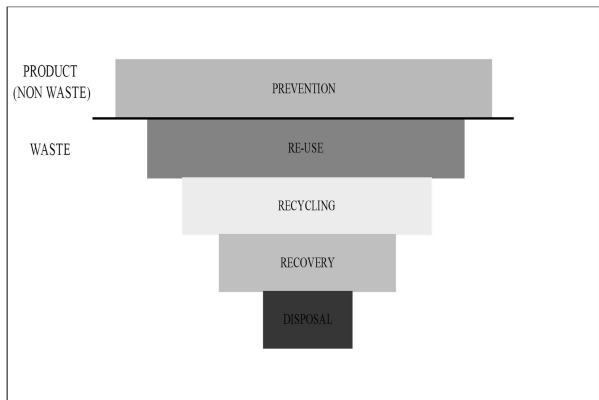 PRODUCT
(NON WASTE)
PREVENTION
WASTE
RE-USE
RECYCLING
RECOVERY
DISPOSAL